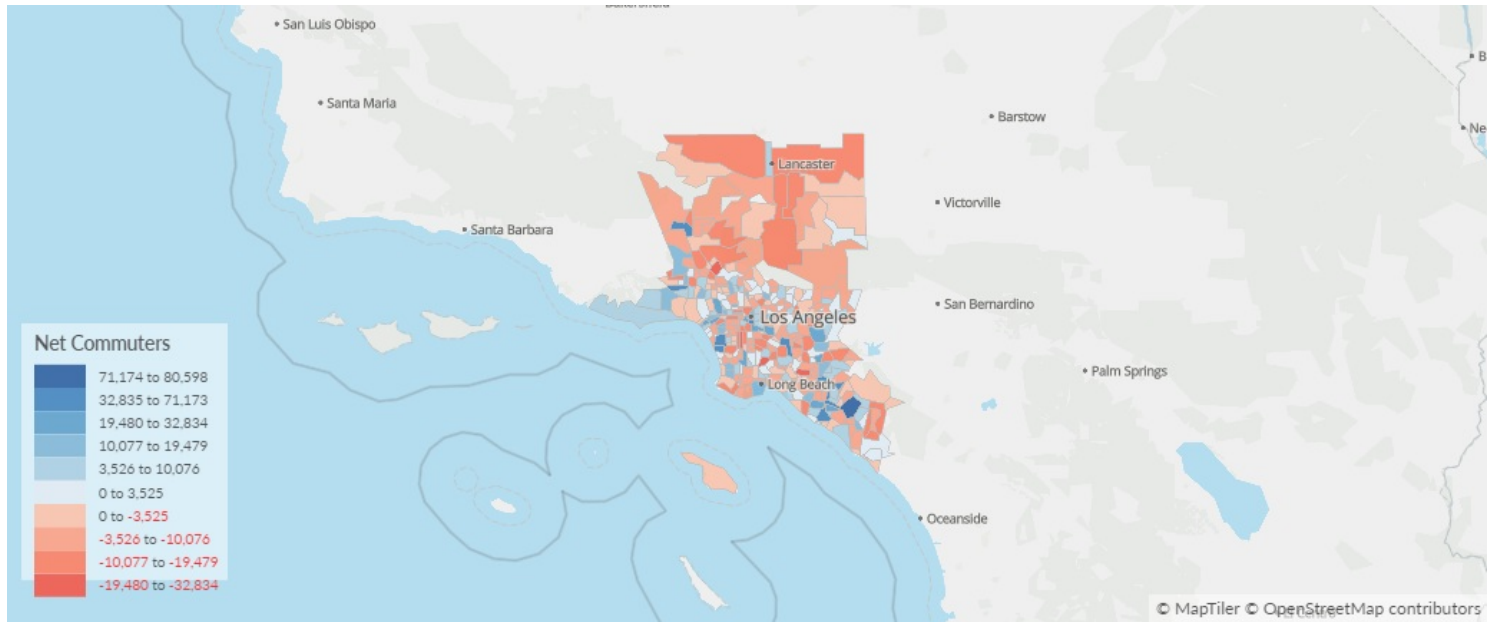 San Luis Obispo
Santa Maria
Barstow
Lancaster
Victorville
Santa Barbara
San Bernardino
Los Angeles
Palm Springs
Long Beach
Oceanside
Net Commuters
71,174 to 80,598
32,835 to 71,173
19,480 to 32,834
10,077 to 19,479
3,526 to 10,076
0 to 3,525
0 to -3,525
-3,526 to -10,076
-10,077 to -19,479
-19,480 to -32,834
© MapTiler © OpenStreetMap contributors